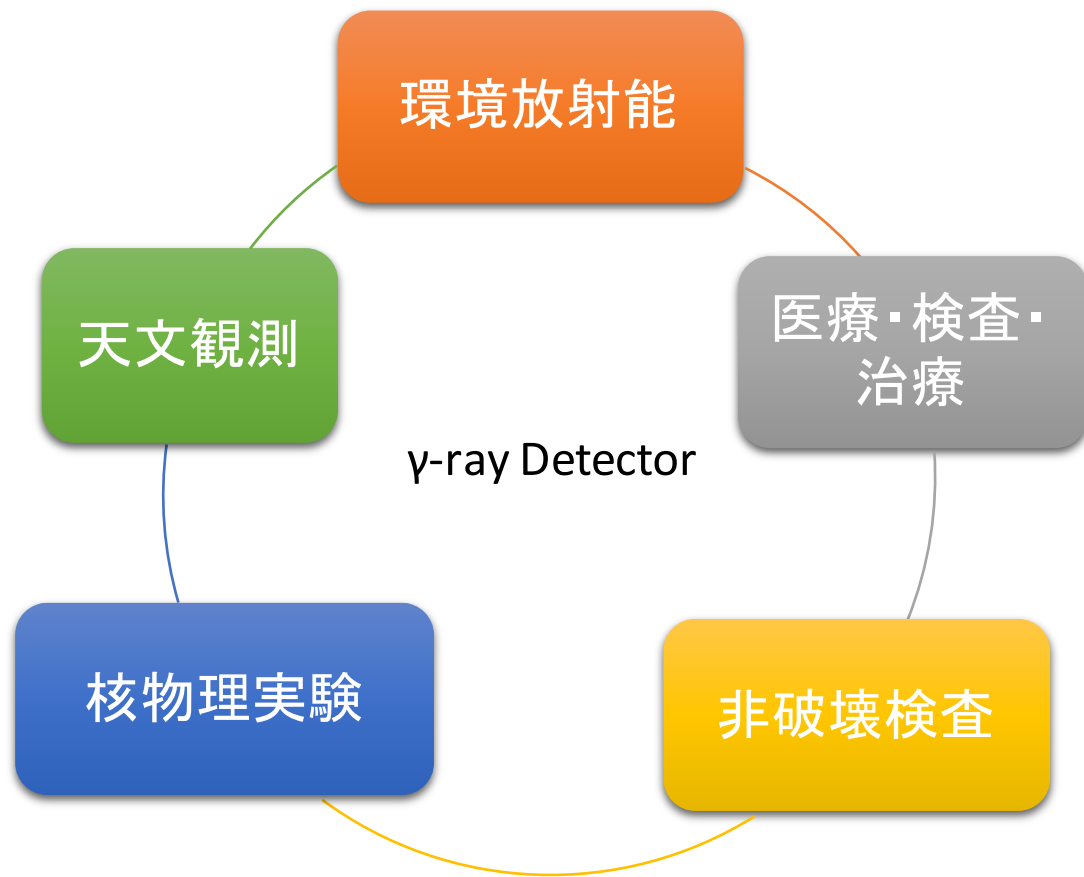 環境放射能
医療・検査・
治療
天文観測
γ-ray Detector
核物理実験
非破壊検査